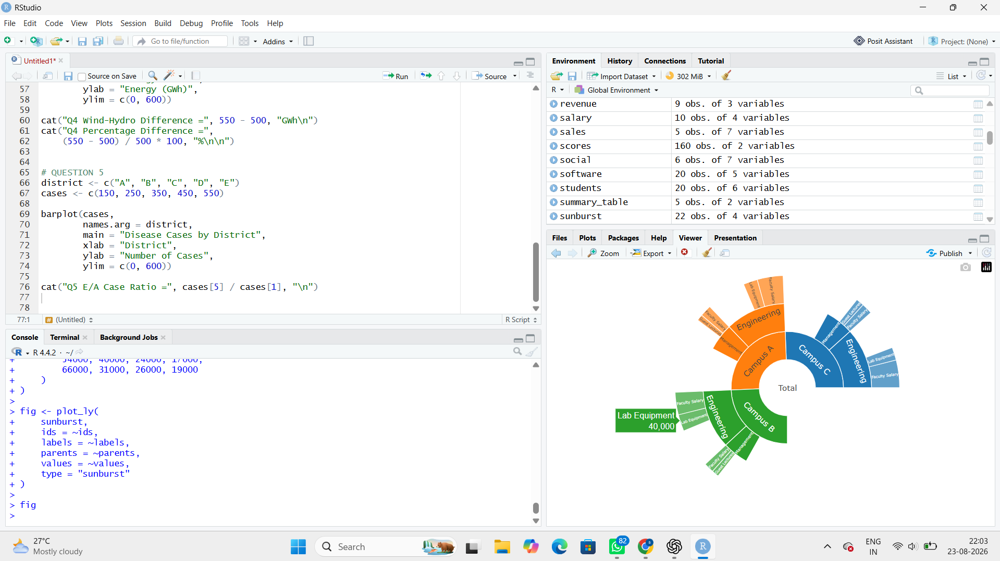 RStudio
File Edit Code View Plots Session Build Debug Profile Tools Help
Go to file/function Addins Posit Assistant Project: (None)
Untitled1*
Source on Save Run Source
57 ylab = "Energy (GWh)",
58 ylim = c(0, 600))
59
60 cat("Q4 Wind-Hydro Difference =", 550 - 500, "GWh\n")
61 cat("Q4 Percentage Difference =",
62 (550 - 500) / 500 * 100, "%\n\n")
63
64
65 # QUESTION 5
66 district <- c("A", "B", "C", "D", "E")
67 cases <- c(150, 250, 350, 450, 550)
68
69 barplot(cases,
70 names.arg = district,
71 main = "Disease Cases by District",
72 xlab = "District",
73 ylab = "Number of Cases",
74 ylim = c(0, 600))
75
76 cat("Q5 E/A Case Ratio =", cases[5] / cases[1], "\n")
77
78
77:1 (Untitled) R Script
Console Terminal Background Jobs
R 4.4.2 · ~/
+ 54000, 40000, 24000, 17000,
+ 66000, 31000, 26000, 19000
+ )
+ )
>
> fig <- plot_ly(
+ sunburst,
+ ids = ~ids,
+ labels = ~labels,
+ parents = ~parents,
+ values = ~values,
+ type = "sunburst"
+ )
>
> fig
>
Environment History Connections Tutorial
Import Dataset 302 MiB List
R Global Environment
revenue 9 obs. of 3 variables
salary 10 obs. of 4 variables
sales 5 obs. of 7 variables
scores 160 obs. of 2 variables
social 6 obs. of 7 variables
software 20 obs. of 5 variables
students 20 obs. of 6 variables
summary_table 5 obs. of 2 variables
sunburst 22 obs. of 4 variables
Files Plots Packages Help Viewer Presentation
Zoom Export Publish
Total
Campus A
Engineering
Faculty Salary
Lab Equipment
Management
Faculty Salary
Guest Lectures
Campus C
Engineering
Faculty Salary
Lab Equipment
Management
Faculty Salary
Guest Lectures
Campus B
Engineering
Faculty Salary
Lab Equipment
Management
Faculty Salary
Guest Lectures
Lab Equipment
40,000
27°C
Mostly cloudy
Search
82
ENG
IN
22:03
23-08-2026